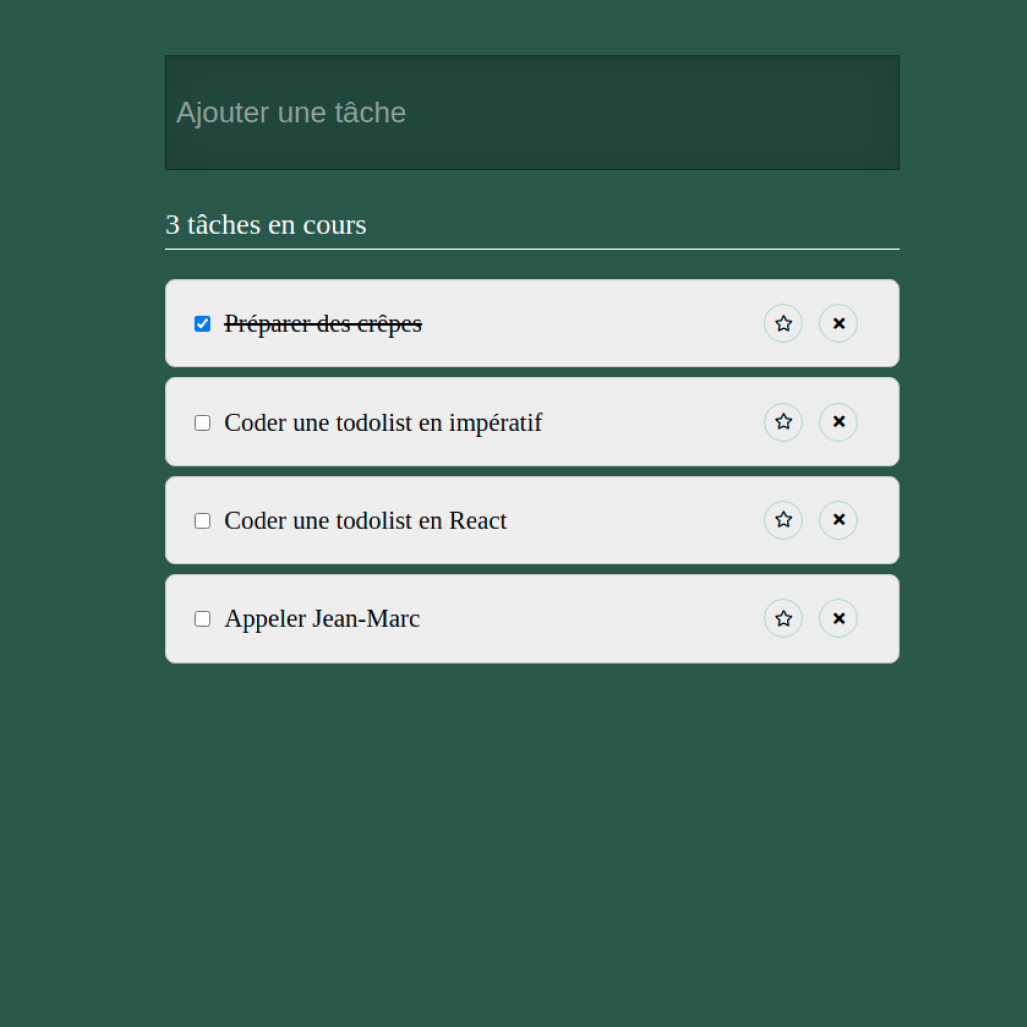 Ajouter une tâche
3 tâches en cours
Préparer des crêpes
Coder une todolist en impératif
Coder une todolist en React
Appeler Jean-Marc